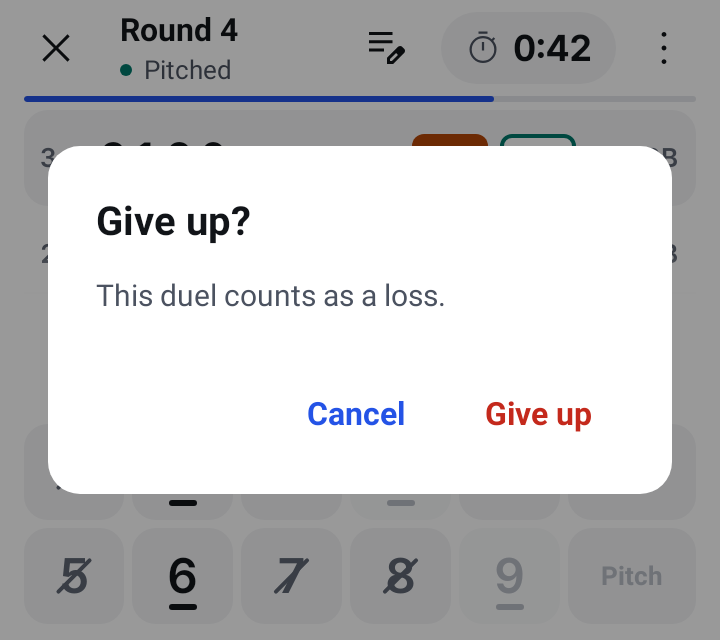 Round 4
0:42
Pitched
Give up?
This duel counts as a loss.
Cancel
Give up
5 6 7 8 9 Pitch